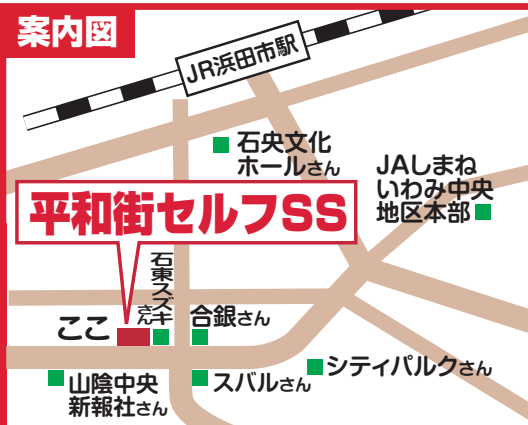 案内図
JR浜田市駅
石央文化
ホールさん
JAしまね
いわみ中央
地区本部
平和街セルフSS
石東スズキさん
ここ
合銀さん
シティパルクさん
山陰中央
新報社さん
スバルさん